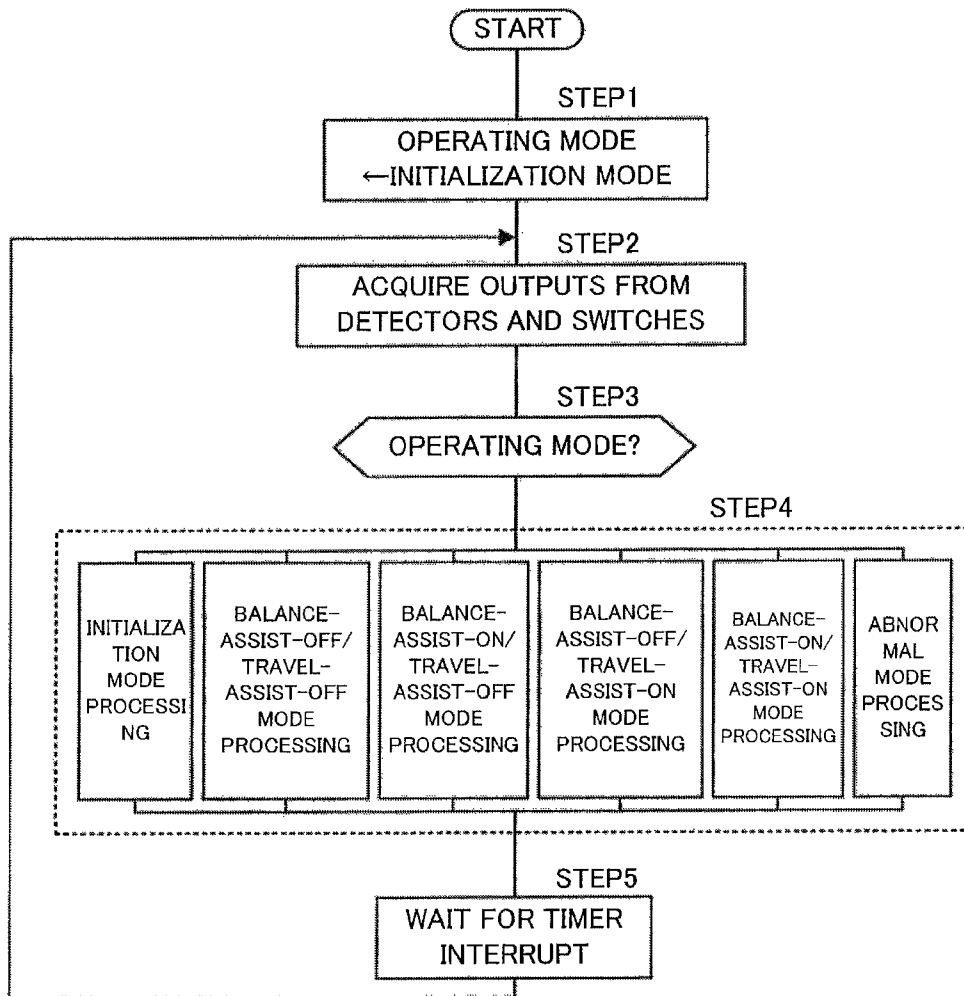 START
STEP1
OPERATING MODE
←INITIALIZATION MODE
STEP2
ACQUIRE OUTPUTS FROM
DETECTORS AND SWITCHES
STEP3
OPERATING MODE?
STEP4
INITIALIZA
TION
MODE
PROCESSI
NG
BALANCE-
ASSIST-OFF/
TRAVEL-
ASSIST-OFF
MODE
PROCESSING
BALANCE-
ASSIST-ON/
TRAVEL-
ASSIST-OFF
MODE
PROCESSING
BALANCE-
ASSIST-OFF/
TRAVEL-
ASSIST-ON
MODE
PROCESSING
BALANCE-
ASSIST-ON/
TRAVEL-
ASSIST-ON
MODE
PROCESSING
ABNOR
MAL
MODE
PROCES
SING
STEP5
WAIT FOR TIMER
INTERRUPT